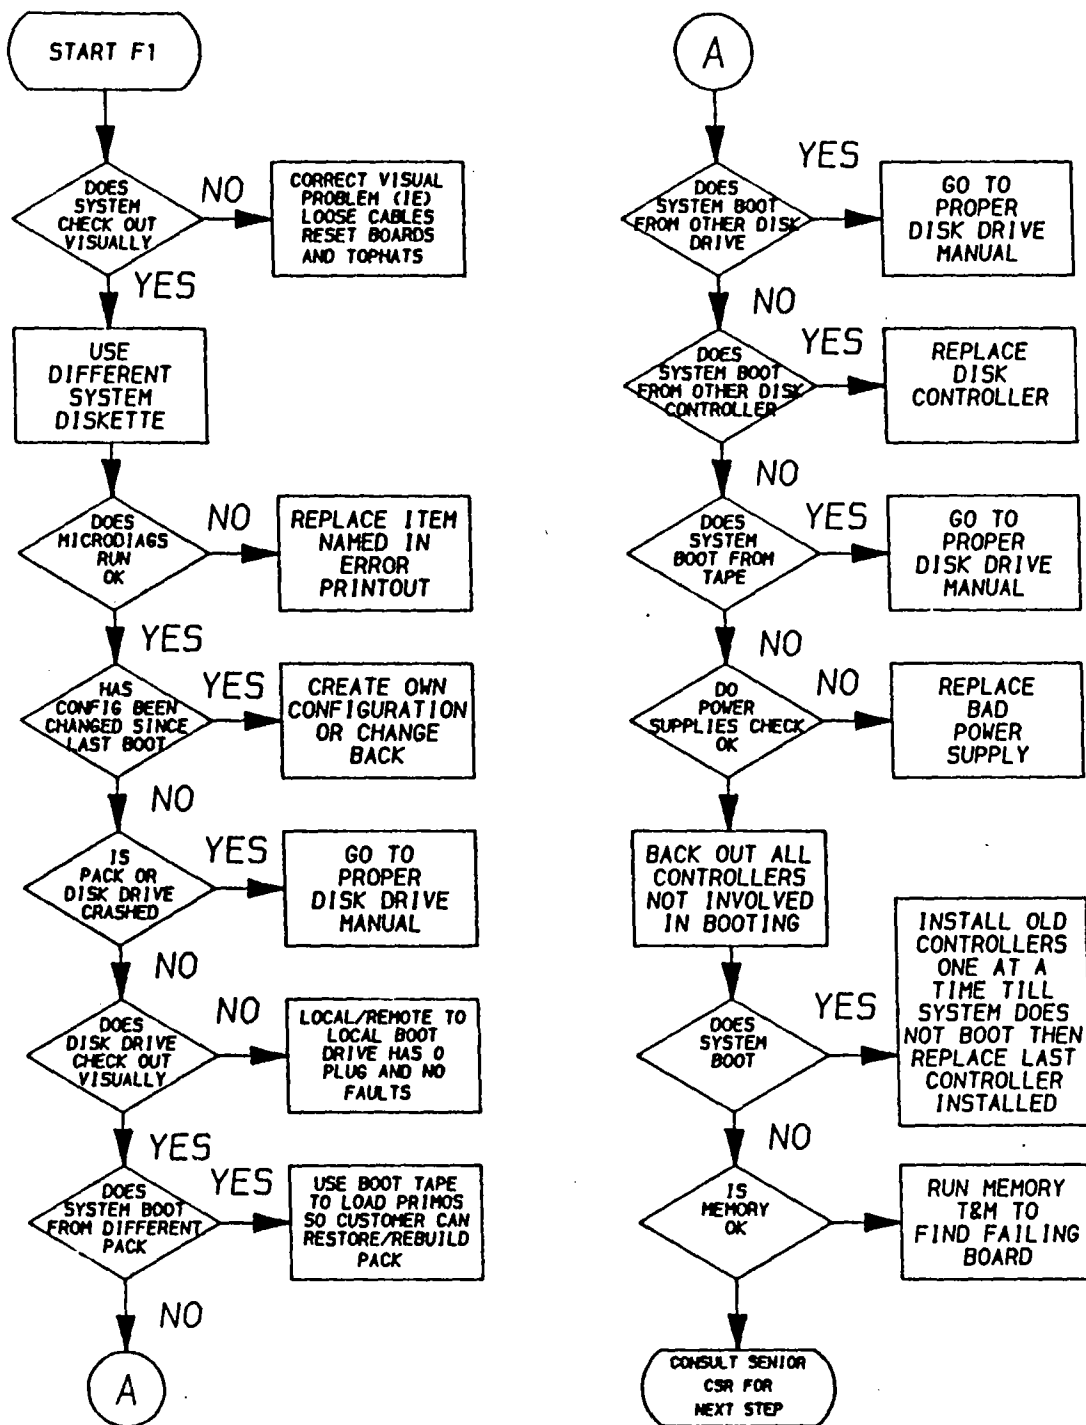 START F1
DOES
SYSTEM
CHECK OUT
VISUALLY
NO
CORRECT VISUAL
PROBLEM (IE)
LOOSE CABLES
RESET BOARDS
AND TOPHATS
YES
USE
DIFFERENT
SYSTEM
DISKETTE
DOES
MICRODIAGS
RUN
OK
NO
REPLACE ITEM
NAMED IN
ERROR
PRINTOUT
YES
HAS
CONFIG BEEN
CHANGED SINCE
LAST BOOT
YES
CREATE OWN
CONFIGURATION
OR CHANGE
BACK
NO
IS
PACK OR
DISK DRIVE
CRASHED
YES
GO TO
PROPER
DISK DRIVE
MANUAL
NO
DOES
DISK DRIVE
CHECK OUT
VISUALLY
NO
LOCAL/REMOTE TO
LOCAL BOOT
DRIVE HAS 0
PLUG AND NO
FAULTS
YES
DOES
SYSTEM BOOT
FROM DIFFERENT
PACK
YES
USE BOOT TAPE
TO LOAD PRIMOS
SO CUSTOMER CAN
RESTORE/REBUILD
PACK
NO
A
A
DOES
SYSTEM BOOT
FROM OTHER DISK
DRIVE
YES
GO TO
PROPER
DISK DRIVE
MANUAL
NO
DOES
SYSTEM BOOT
FROM OTHER DISK
CONTROLLER
YES
REPLACE
DISK
CONTROLLER
NO
DOES
SYSTEM
BOOT FROM
TAPE
YES
GO TO
PROPER
DISK DRIVE
MANUAL
NO
DO
POWER
SUPPLIES CHECK
OK
NO
REPLACE
BAD
POWER
SUPPLY
BACK OUT ALL
CONTROLLERS
NOT INVOLVED
IN BOOTING
DOES
SYSTEM
BOOT
YES
INSTALL OLD
CONTROLLERS
ONE AT A
TIME TILL
SYSTEM DOES
NOT BOOT THEN
REPLACE LAST
CONTROLLER
INSTALLED
NO
IS
MEMORY
OK
RUN MEMORY
T&M TO
FIND FAILING
BOARD
CONSULT SENIOR
CSR FOR
NEXT STEP